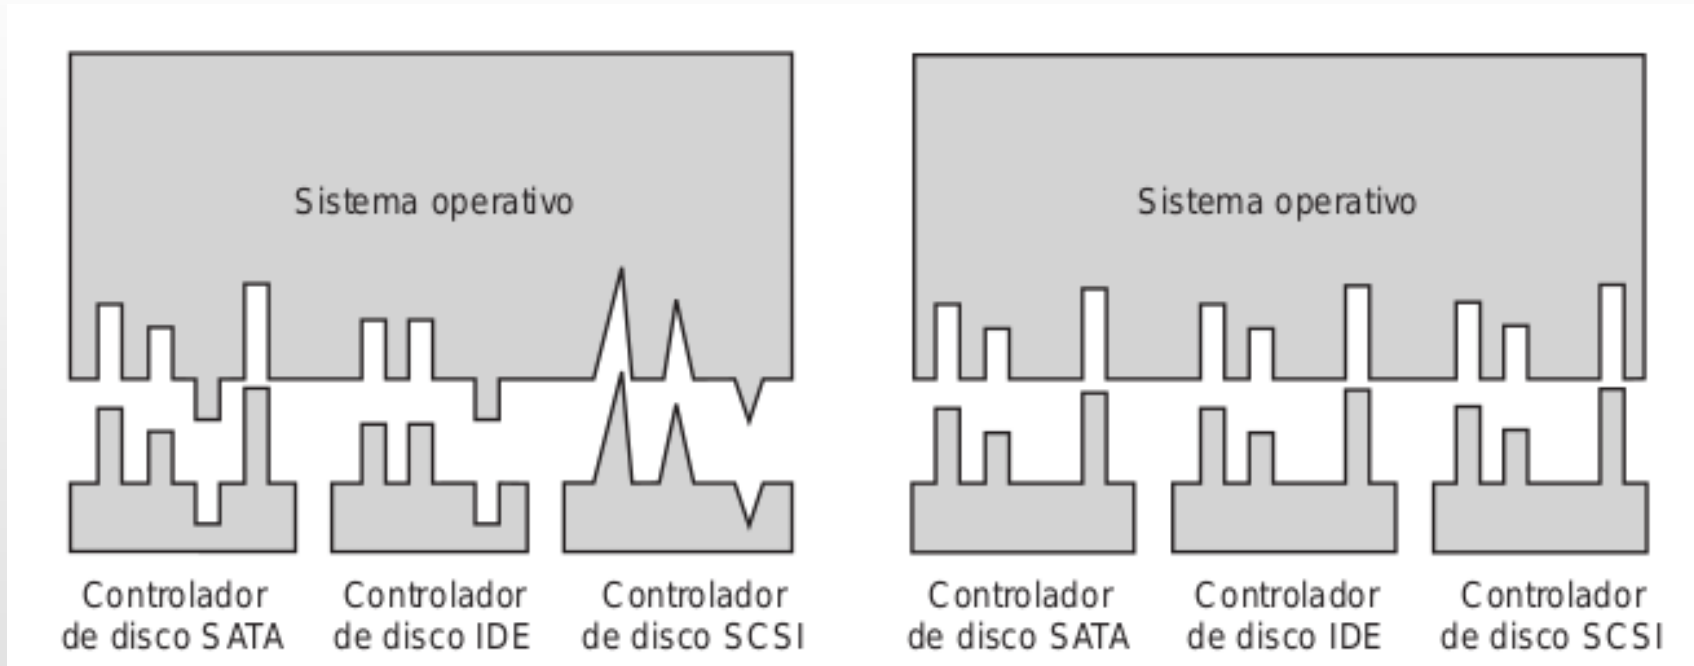 Sistema operativo
Sistema operativo
Controlador
de disco SATA
Controlador
de disco IDE
Controlador
de disco SCSI
Controlador
de disco SATA
Controlador
de disco IDE
Controlador
de disco SCSI